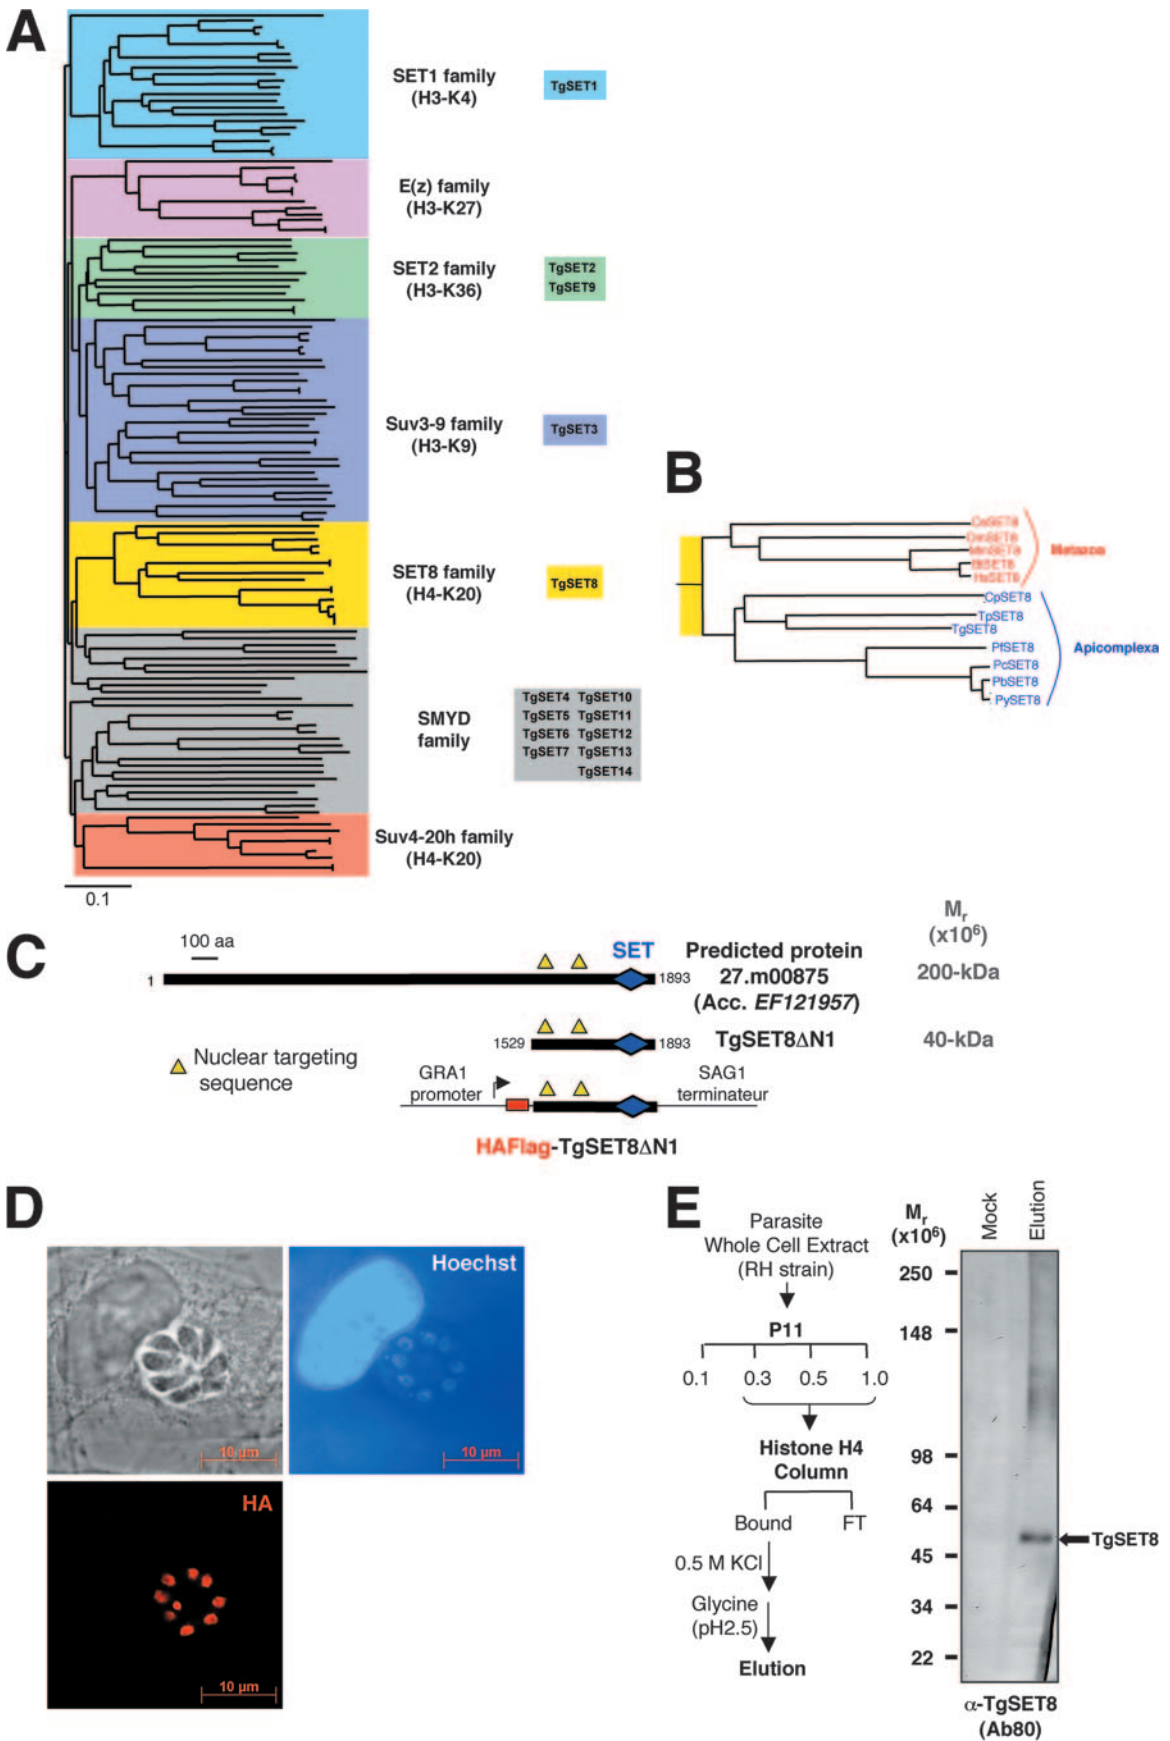 A
SET1 family
(H3-K4)
TgSET1
E(z) family
(H3-K27)
SET2 family
(H3-K36)
TgSET2
TgSET9
Suv3-9 family
(H3-K9)
TgSET3
SET8 family
(H4-K20)
TgSET8
SMYD
family
TgSET4 TgSET10
TgSET5 TgSET11
TgSET6 TgSET12
TgSET7 TgSET13
TgSET14
Suv4-20h family
(H4-K20)
0.1
B
CeSET8
DmSET8
MmSET8
BtSET8
HsSET8
Metazoa
CpSET8
TpSET8
TgSET8
PfSET8
PcSET8
PbSET8
PySET8
Apicomplexa
C
100 aa
SET
1
1893
Predicted protein
27.m00875
(Acc. EF121957)
Mr
(x10⁶)
200-kDa
1529
1893
TgSET8ΔN1
40-kDa
Nuclear targeting
sequence
GRA1
promoter
SAG1
terminateur
HAFlag-TgSET8ΔN1
D
Hoechst
10 µm
10 µm
HA
10 µm
E
Parasite
Whole Cell Extract
(RH strain)
P11
0.1 0.3 0.5 1.0
Histone H4
Column
Bound FT
0.5 M KCl
Glycine
(pH2.5)
Elution
Mr
(x10⁶)
Mock
Elution
250
148
98
64
45
34
22
TgSET8
α-TgSET8
(Ab80)